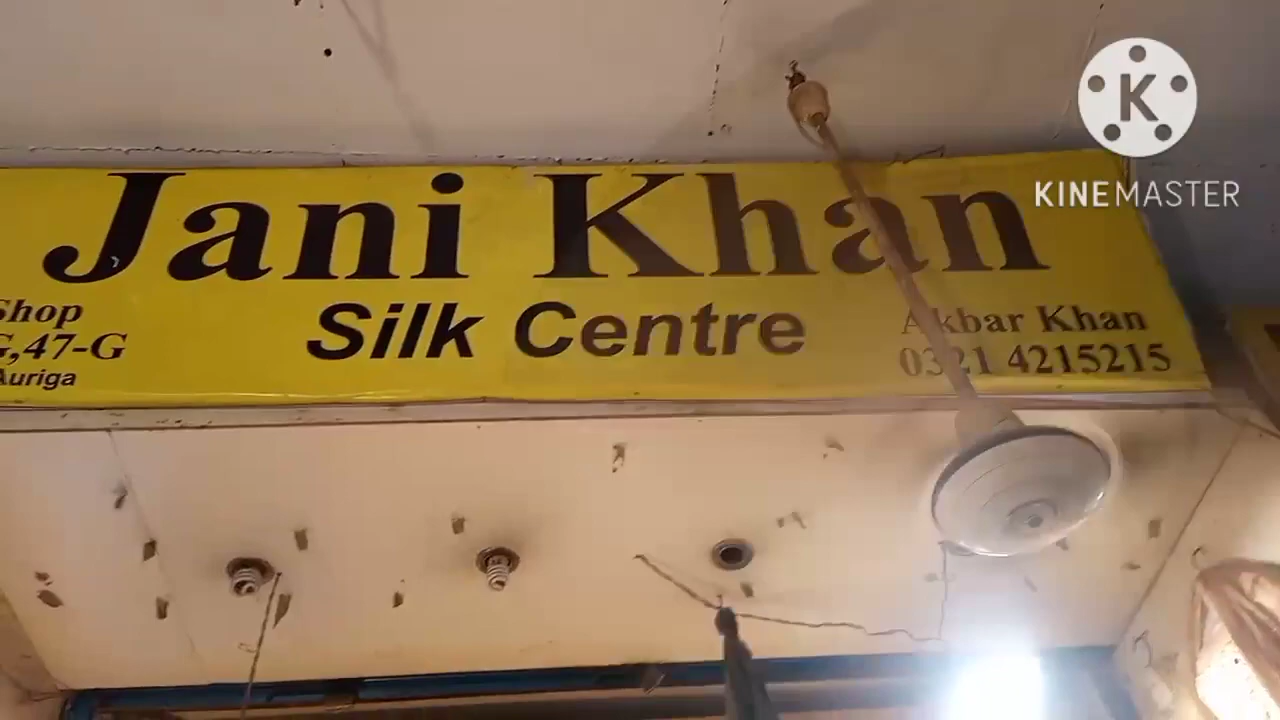 Jani Khan
Silk Centre
Shop
G,47-G
Auriga
Akbar Khan
0321 4215215
K
KINEMASTER